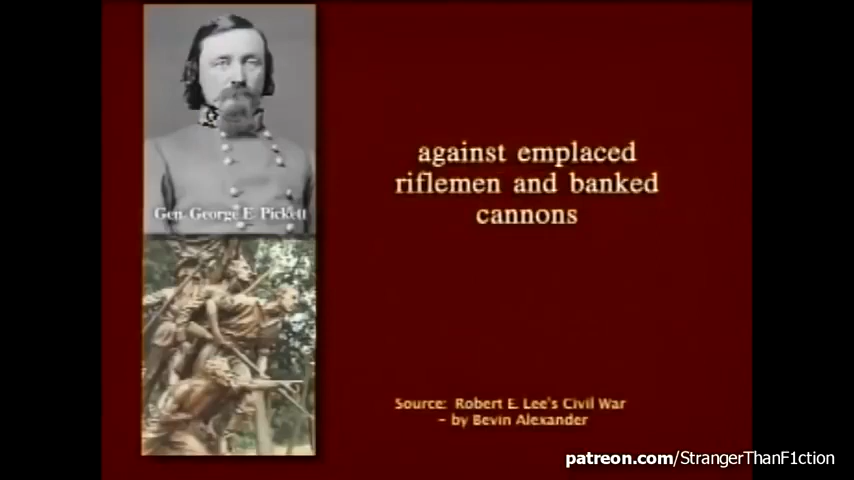 Gen. George E. Pickett
against emplaced
riflemen and banked
cannons
Source: Robert E. Lee's Civil War
- by Bevin Alexander
patreon.com/StrangerThanF1ction